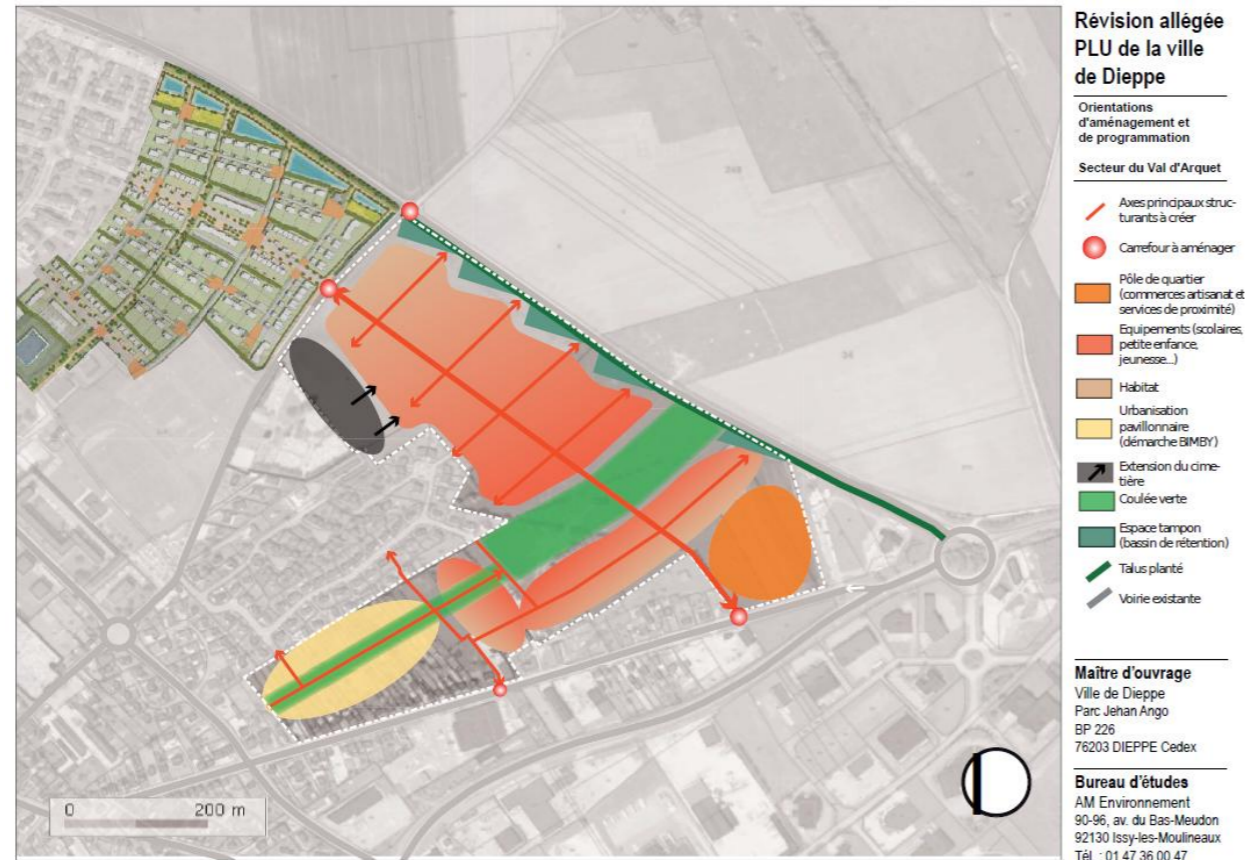 Révision allégée
PLU de la ville
de Dieppe
Orientations
d'aménagement et
de programmation
Secteur du Val d'Arquet
Axes principaux struc-
turants à créer
Carrefour à aménager
Pôle de quartier
(commerces artisanat et
services de proximité)
Equipements (scolaires,
petite enfance,
jeunesse...)
Habitat
Urbanisation
pavillonnaire
(démarche BIMBY)
Extension du cime-
tière
Coulée verte
Espace tampon
(bassin de rétention)
Talus planté
Voirie existante
Maître d'ouvrage
Ville de Dieppe
Parc Jehan Ango
BP 226
76203 DIEPPE Cedex
Bureau d'études
AM Environnement
90-96, av. du Bas-Meudon
92130 Issy-les-Moulineaux
Tél. : 01 47 36 00 47
0 200 m